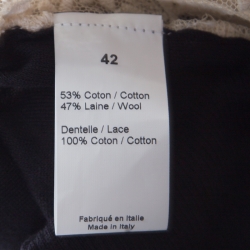 42
53% Coton / Cotton
47% Laine / Wool
Dentelle / Lace
100% Coton / Cotton
Fabriqué en Italie
Made in Italy